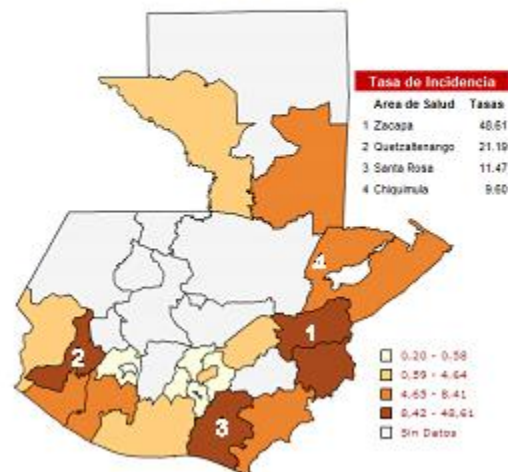 Tasa de Incidencia
Area de Salud Tasas
1 Zacapa 48.61
2 Quetzaltenango 21.19
3 Santa Rosa 11.47
4 Chiquimula 9.60
4
1
2
3
0,20 - 0,58
0,59 - 4,64
4,65 - 8,41
8,42 - 48,61
Sin Datos